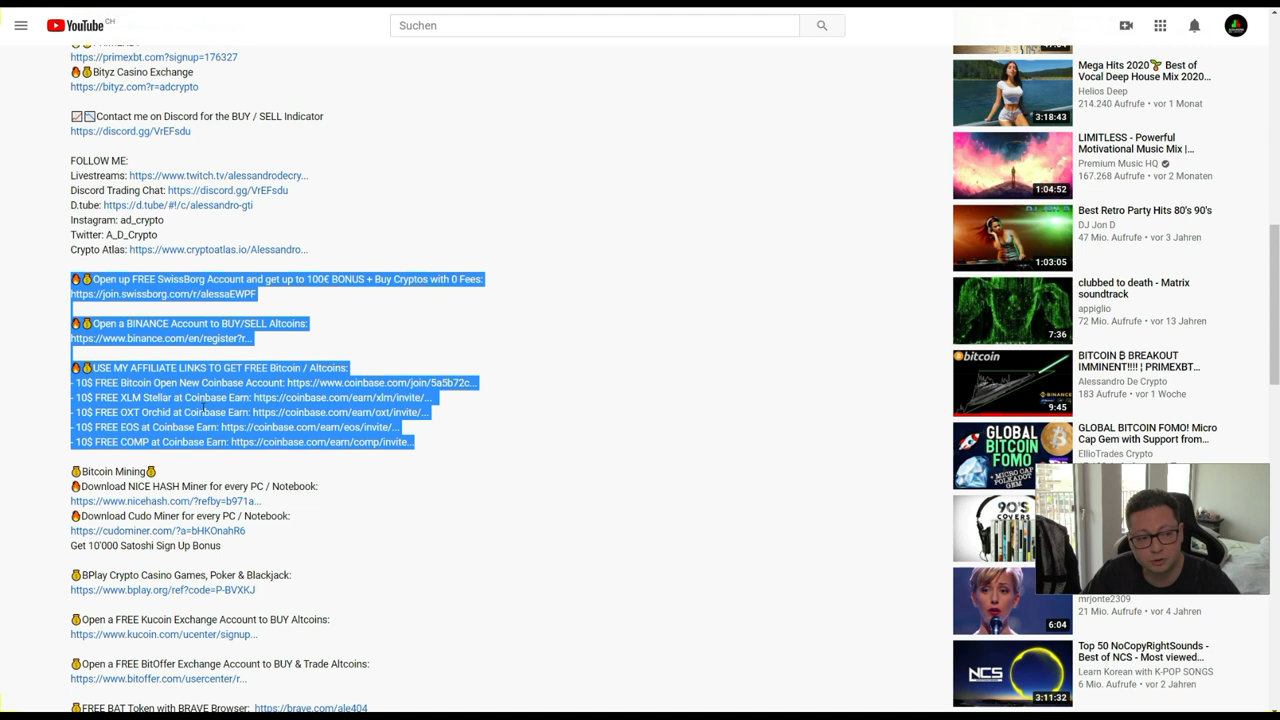 YouTube CH
Suchen
https://primexbt.com?signup=176327
🔥💰Bityz Casino Exchange
https://bityz.com?r=adcrypto
📈📉Contact me on Discord for the BUY / SELL Indicator
https://discord.gg/VrEFsdu
FOLLOW ME:
Livestreams: https://www.twitch.tv/alessandrodecry...
Discord Trading Chat: https://discord.gg/VrEFsdu
D.tube: https://d.tube/#!/c/alessandro-gti
Instagram: ad_crypto
Twitter: A_D_Crypto
Crypto Atlas: https://www.cryptoatlas.io/Alessandro...
🔥💰Open up FREE SwissBorg Account and get up to 100€ BONUS + Buy Cryptos with 0 Fees:
https://join.swissborg.com/r/alessaEWPF
🔥💰Open a BINANCE Account to BUY/SELL Altcoins:
https://www.binance.com/en/register?r...
🔥💰USE MY AFFILIATE LINKS TO GET FREE Bitcoin / Altcoins:
- 10$ FREE Bitcoin Open New Coinbase Account: https://www.coinbase.com/join/5a5b72c...
- 10$ FREE XLM Stellar at Coinbase Earn: https://coinbase.com/earn/xlm/invite/...
- 10$ FREE OXT Orchid at Coinbase Earn: https://coinbase.com/earn/oxt/invite/...
- 10$ FREE EOS at Coinbase Earn: https://coinbase.com/earn/eos/invite/...
- 10$ FREE COMP at Coinbase Earn: https://coinbase.com/earn/comp/invite...
💰Bitcoin Mining💰
🔥Download NICE HASH Miner for every PC / Notebook:
https://www.nicehash.com/?refby=b971a...
🔥Download Cudo Miner for every PC / Notebook:
https://cudominer.com/?a=bHKOnahR6
Get 10'000 Satoshi Sign Up Bonus
💰BPlay Crypto Casino Games, Poker & Blackjack:
https://www.bplay.org/ref?code=P-BVXKJ
💰Open a FREE Kucoin Exchange Account to BUY Altcoins:
https://www.kucoin.com/ucenter/signup...
💰Open a FREE BitOffer Exchange Account to BUY & Trade Altcoins:
https://www.bitoffer.com/usercenter/r...
💰FREE BAT Token with BRAVE Browser: https://brave.com/ale404
Mega Hits 2020🌱 Best of
Vocal Deep House Mix 2020...
Helios Deep
214.240 Aufrufe • vor 1 Monat
3:18:43
LIMITLESS - Powerful
Motivational Music Mix |...
Premium Music HQ
167.268 Aufrufe • vor 2 Monaten
1:04:52
Best Retro Party Hits 80's 90's
DJ Jon D
47 Mio. Aufrufe • vor 3 Jahren
1:03:05
clubbed to death - Matrix
soundtrack
appiglio
72 Mio. Aufrufe • vor 13 Jahren
7:36
bitcoin
BITCOIN ₿ BREAKOUT
IMMINENT!!!! ¦ PRIMEXBT...
Alessandro De Crypto
183 Aufrufe • vor 1 Woche
9:45
GLOBAL
BITCOIN
FOMO!
+ MICRO CAP
POLKADOT
GEM
GLOBAL BITCOIN FOMO! Micro
Cap Gem with Support from...
EllioTrades Crypto
90'S
COVERS
mrjonte2309
21 Mio. Aufrufe • vor 4 Jahren
6:04
NCS
Top 50 NoCopyRightSounds -
Best of NCS - Most viewed...
Learn Korean with K-POP SONGS
6 Mio. Aufrufe • vor 2 Jahren
3:11:32